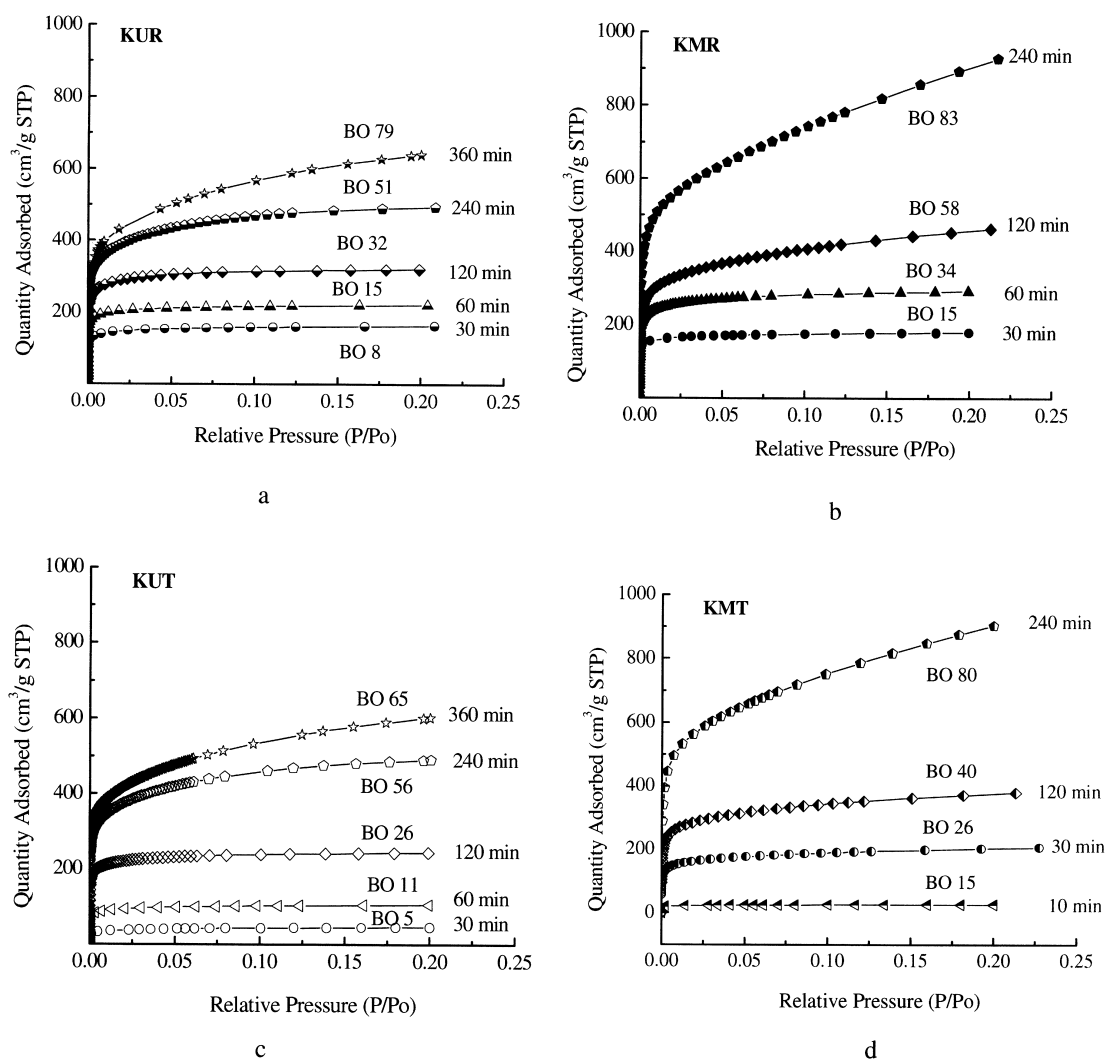 KUR
Quantity Adsorbed (cm³/g STP)
1000
800
600
400
200
BO 79
360 min
BO 51
240 min
BO 32
120 min
BO 15
60 min
30 min
BO 8
0.00 0.05 0.10 0.15 0.20 0.25
Relative Pressure (P/Po)
a
KMR
Quantity Adsorbed (cm³/g STP)
1000
800
600
400
200
240 min
BO 83
BO 58
120 min
BO 34
60 min
BO 15
30 min
0.00 0.05 0.10 0.15 0.20 0.25
Relative Pressure (P/Po)
b
KUT
Quantity Adsorbed (cm³/g STP)
1000
800
600
400
200
BO 65
360 min
240 min
BO 56
BO 26
120 min
BO 11
60 min
BO 5
30 min
0.00 0.05 0.10 0.15 0.20 0.25
Relative Pressure (P/Po)
c
KMT
Quantity Adsorbed (cm³/g STP)
1000
800
600
400
200
0
240 min
BO 80
BO 40
120 min
BO 26
30 min
BO 15
10 min
0.00 0.05 0.10 0.15 0.20 0.25
Relative Pressure (P/Po)
d